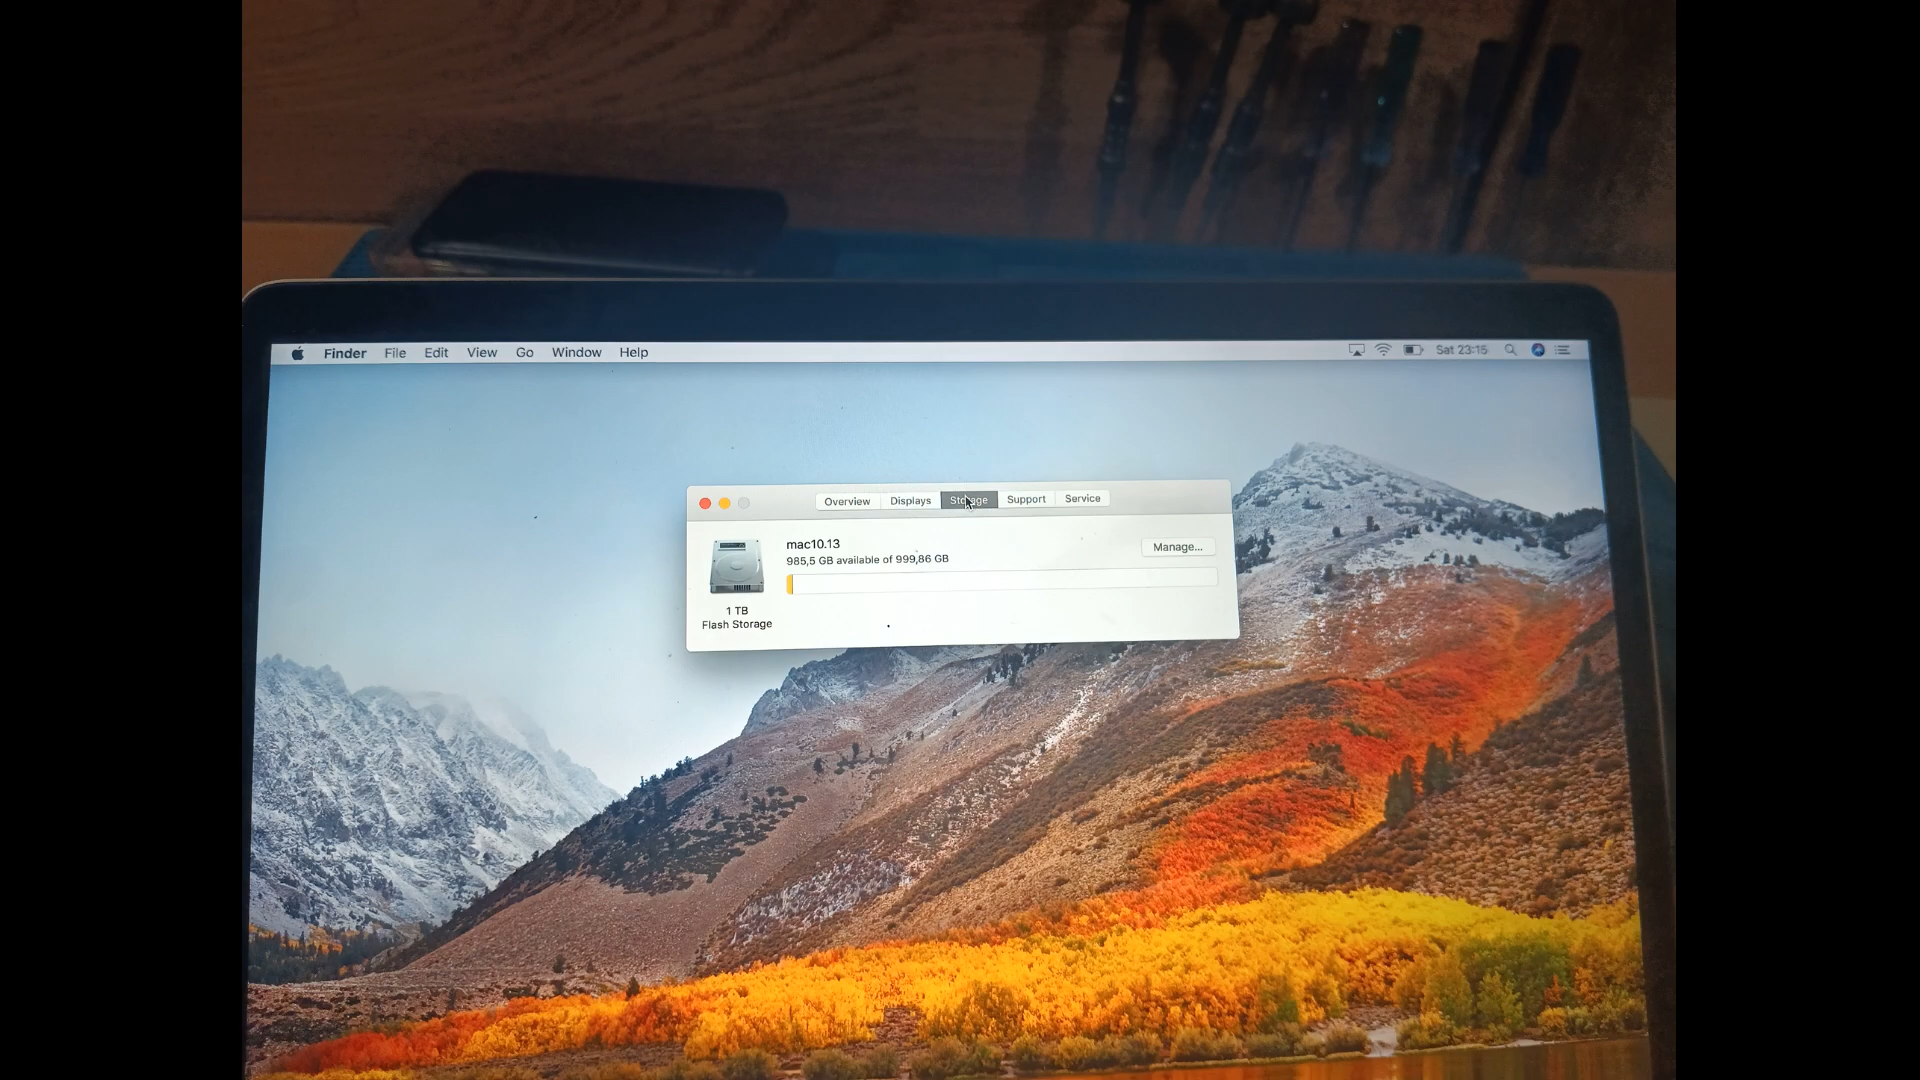 Finder File Edit View Go Window Help Sat 23:15
Overview Displays Storage Support Service
mac10.13
985,5 GB available of 999,86 GB
Manage...
1 TB
Flash Storage